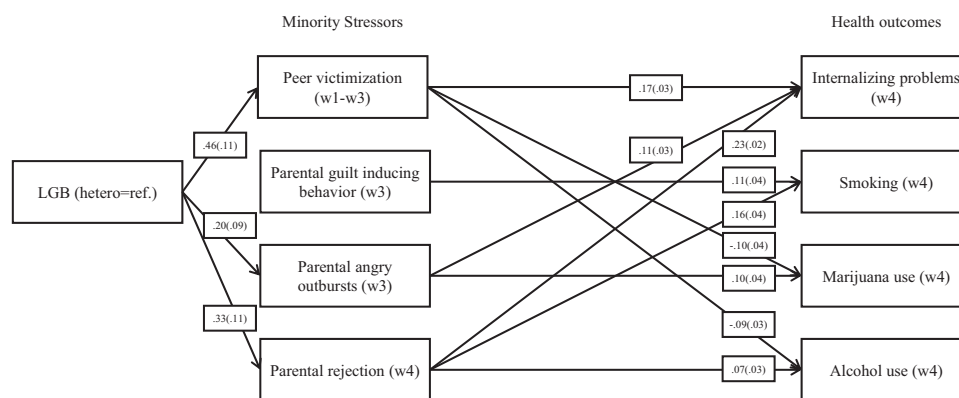 Minority Stressors
Health outcomes
Peer victimization
(w1-w3)
.17(.03)
Internalizing problems
(w4)
.46(.11)
.11(.03)
.23(.02)
LGB (hetero=ref.)
Parental guilt inducing
behavior (w3)
.11(.04)
Smoking (w4)
.16(.04)
.20(.09)
-.10(.04)
Parental angry
outbursts (w3)
.10(.04)
Marijuana use (w4)
.33(.11)
-.09(.03)
Parental rejection (w4)
.07(.03)
Alcohol use (w4)